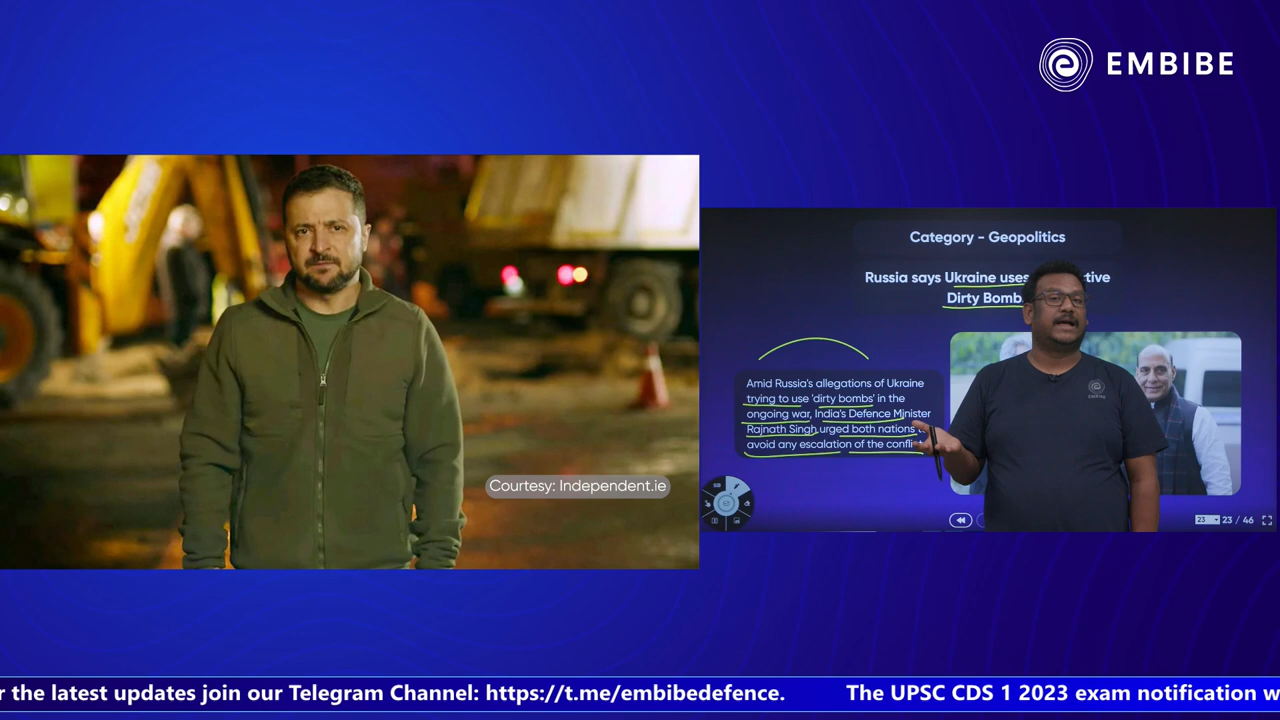 EMBIBE
Category - Geopolitics
Russia says Ukraine uses tive
Dirty Bomb
Amid Russia's allegations of Ukraine
trying to use 'dirty bombs' in the
ongoing war, India's Defence Minister
Rajnath Singh urged both nations
avoid any escalation of the confli
EMBIBE
Courtesy: Independent.ie
23 23 / 46
r the latest updates join our Telegram Channel: https://t.me/embibedefence. The UPSC CDS 1 2023 exam notification w